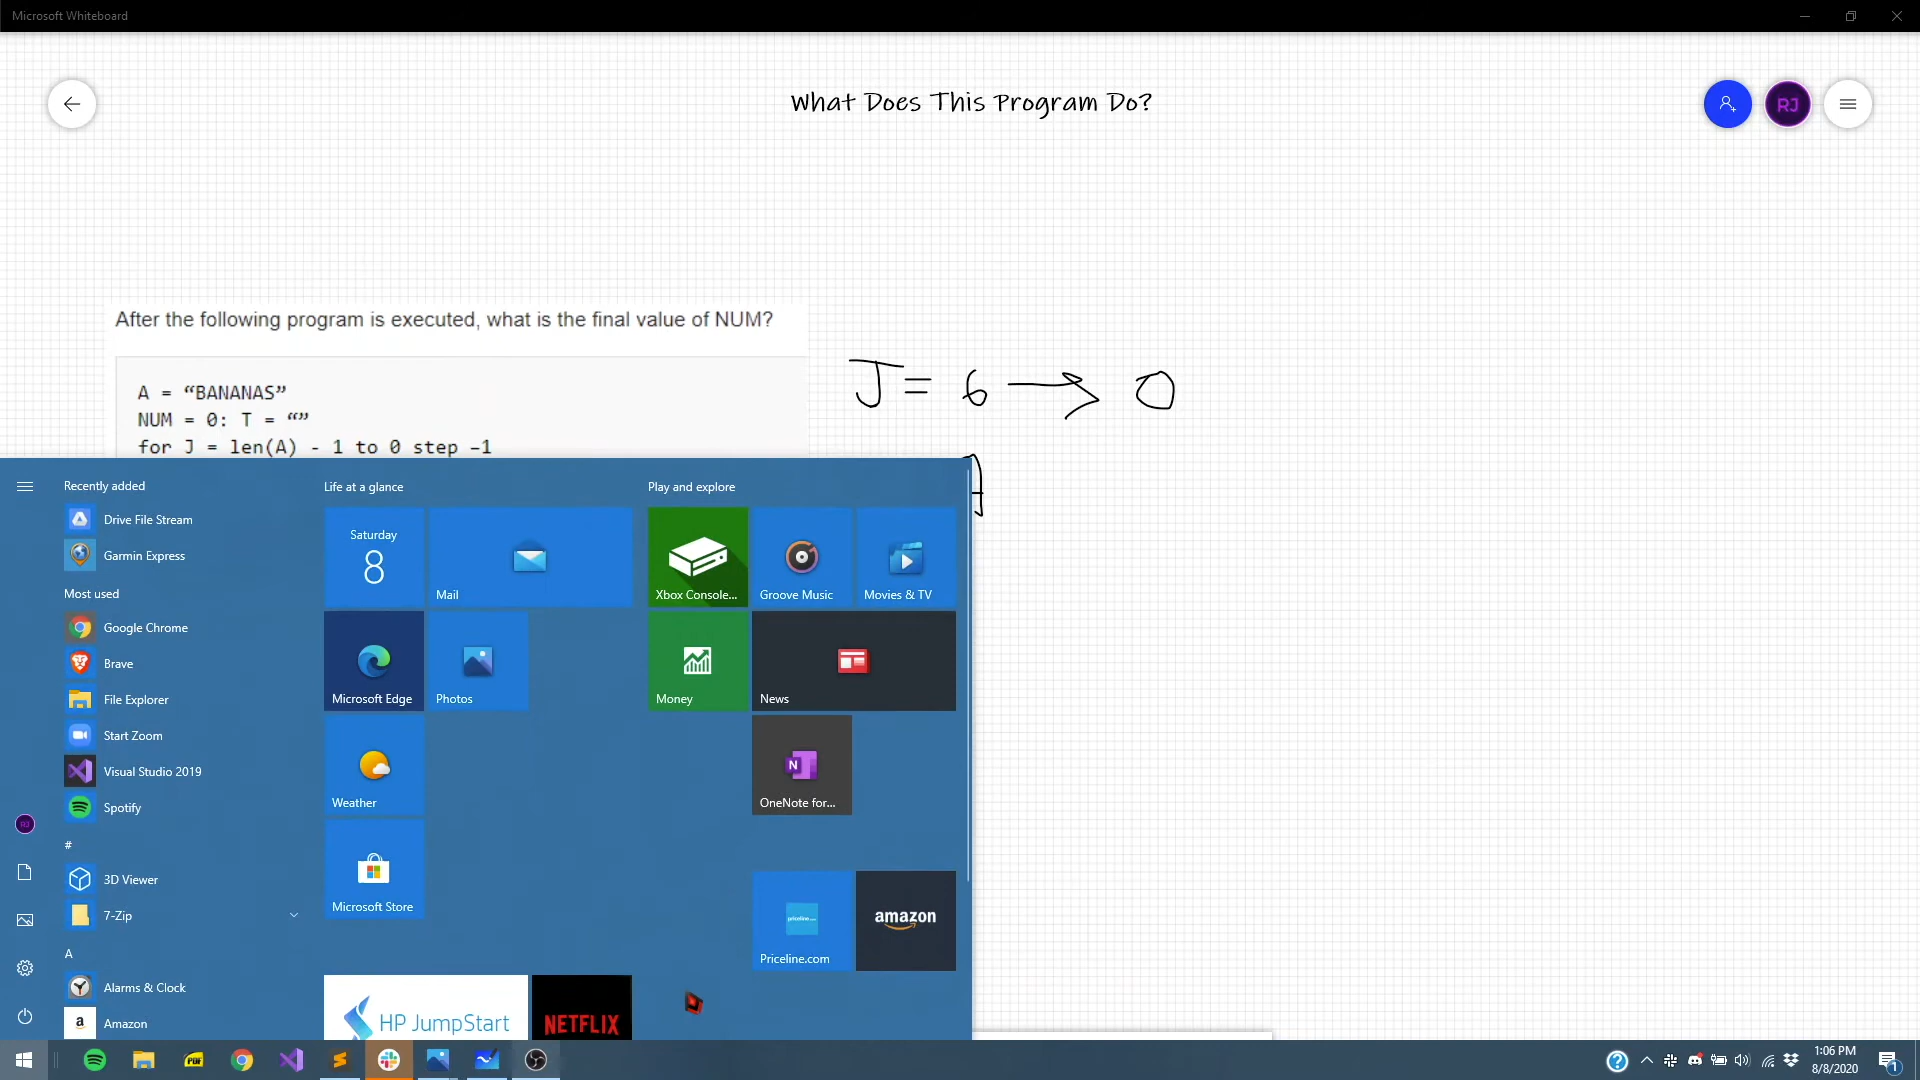 Microsoft Whiteboard
What Does This Program Do?
RJ
After the following program is executed, what is the final value of NUM?
A = “BANANAS”
NUM = 0: T = “”
for J = len(A) - 1 to 0 step –1
J = 6 → 0
Recently added
Drive File Stream
Garmin Express
Most used
Google Chrome
Brave
File Explorer
Start Zoom
Visual Studio 2019
Spotify
#
3D Viewer
7-Zip
A
Alarms & Clock
a
Amazon
Life at a glance
Saturday
8
Mail
Microsoft Edge
Photos
Weather
Microsoft Store
HP JumpStart
NETFLIX
Play and explore
Xbox Console...
Groove Music
Movies & TV
Money
News
N
OneNote for...
priceline.com
Priceline.com
amazon
RJ
PDF
1:06 PM
8/8/2020
1